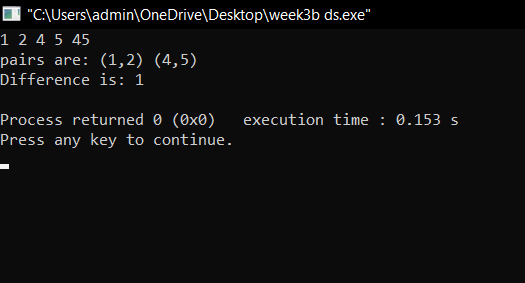 "C:\Users\admin\OneDrive\Desktop\week3b ds.exe"
1 2 4 5 45
pairs are: (1,2) (4,5)
Difference is: 1
Process returned 0 (0x0)   execution time : 0.153 s
Press any key to continue.